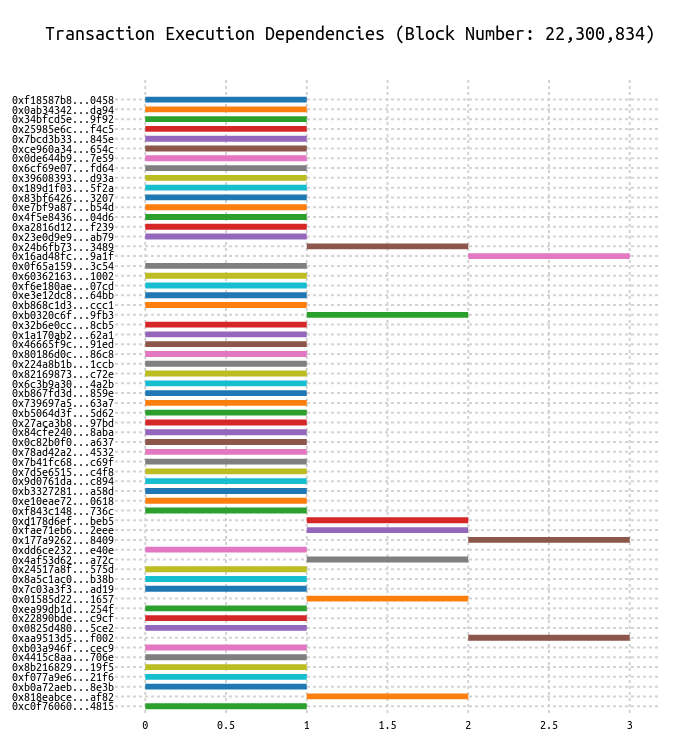 Transaction Execution Dependencies (Block Number: 22,300,834)
0xf18587b8...0458
0x0ab34342...da94
0x34bfcd5e...9f92
0x25985e6c...f4c5
0x7bcd3b33...845e
0xce960a34...654c
0x0de644b9...7e59
0x6cf69e07...fd64
0x39608393...d93a
0x189d1f03...5f2a
0x83bf6426...3207
0xe7bf9a87...b54d
0x4f5e8436...04d6
0xa2816d12...f239
0x23e0d9e9...ab79
0x24b6fb73...3489
0x16ad48fc...9a1f
0x0f65a159...3c54
0x60362163...1002
0xf6e180ae...07cd
0xe3e12dc8...64bb
0xb868c1d3...ccc1
0xb0320c6f...9fb3
0x32b6e0cc...8cb5
0x1a170ab2...62a1
0x46665f9c...91ed
0x80186d0c...86c8
0x224a8b1b...1ccb
0x82169873...c72e
0x6c3b9a30...4a2b
0xb867fd3d...859e
0x739697a5...63a7
0xb5064d3f...5d62
0x27aca3b8...97bd
0x84cfe240...8aba
0x0c82b0f0...a637
0x78ad42a2...4532
0x7b41fc68...c69f
0x7d5e6515...c4f8
0x9d0761da...c894
0xb3327281...a58d
0xe10eae72...0618
0xf843c148...736c
0xd178d6ef...beb5
0xfae71eb6...2eee
0x177a9262...8409
0xdd6ce232...e40e
0x4af53d62...a72c
0x24517a8f...575d
0x8a5c1ac0...b38b
0x7c03a3f3...ad19
0x01585d22...1657
0xea99db1d...254f
0x22890bde...c9cf
0x0825d480...5ce2
0xaa9513d5...f002
0xb03a946f...cec9
0x4415c8aa...706e
0x8b216829...19f5
0xf077a9e6...21f6
0xb0a72aeb...8e3b
0x818eabce...af82
0xc0f76060...4815
0 0.5 1 1.5 2 2.5 3